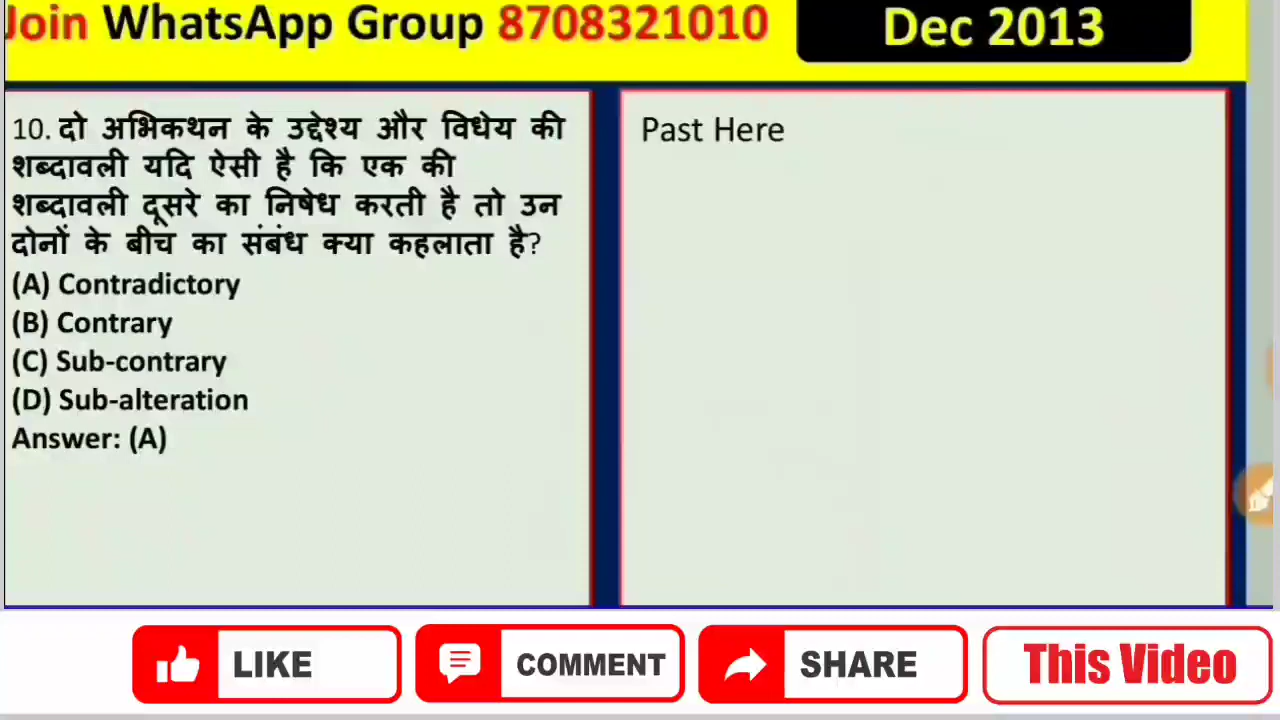 Join WhatsApp Group 8708321010
Dec 2013
10. दो अभिकथन के उद्देश्य और विधेय की
शब्दावली यदि ऐसी है कि एक की
शब्दावली दूसरे का निषेध करती है तो उन
दोनों के बीच का संबंध क्या कहलाता है?
(A) Contradictory
(B) Contrary
(C) Sub-contrary
(D) Sub-alteration
Answer: (A)
Past Here
LIKE
COMMENT
SHARE
This Video